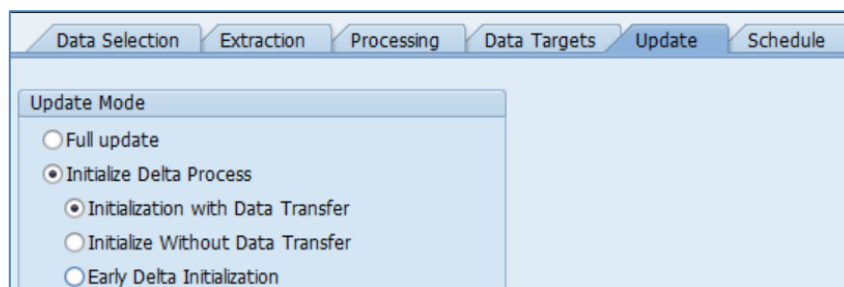 Data Selection Extraction Processing Data Targets Update Schedule
Update Mode
Full update
Initialize Delta Process
Initialization with Data Transfer
Initialize Without Data Transfer
Early Delta Initialization